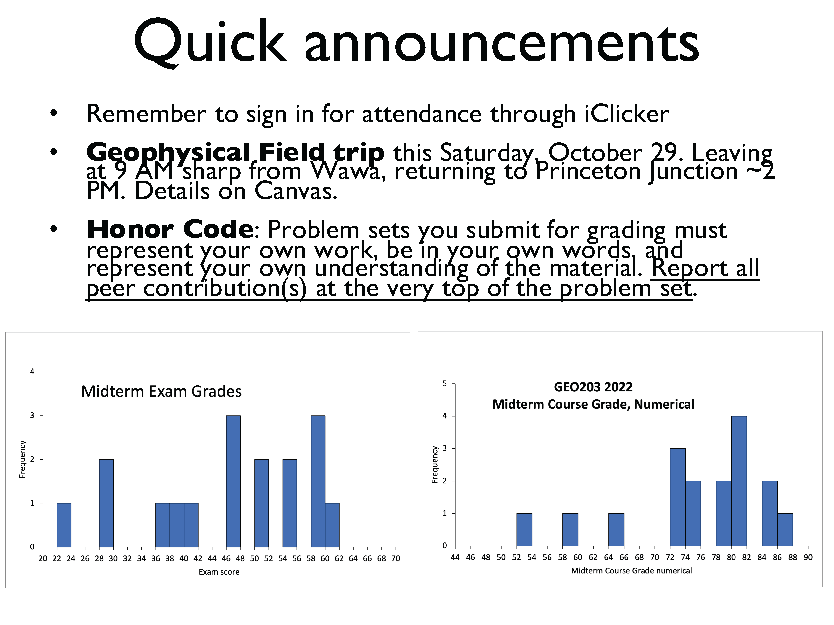 Quick announcements
• Remember to sign in for attendance through iClicker
• Geophysical Field trip this Saturday, October 29. Leaving
at 9 AM sharp from Wawa, returning to Princeton Junction ~2
PM. Details on Canvas.
• Honor Code: Problem sets you submit for grading must
represent your own work, be in your own words, and
represent your own understanding of the material. Report all
peer contribution(s) at the very top of the problem set.
Midterm Exam Grades
Frequency
4
3
2
1
0
20 22 24 26 28 30 32 34 36 38 40 42 44 46 48 50 52 54 56 58 60 62 64 66 68 70
Exam score
GEO203 2022
Midterm Course Grade, Numerical
Frequency
5
4
3
2
1
0
44 46 48 50 52 54 56 58 60 62 64 66 68 70 72 74 76 78 80 82 84 86 88 90
Midterm Course Grade numerical